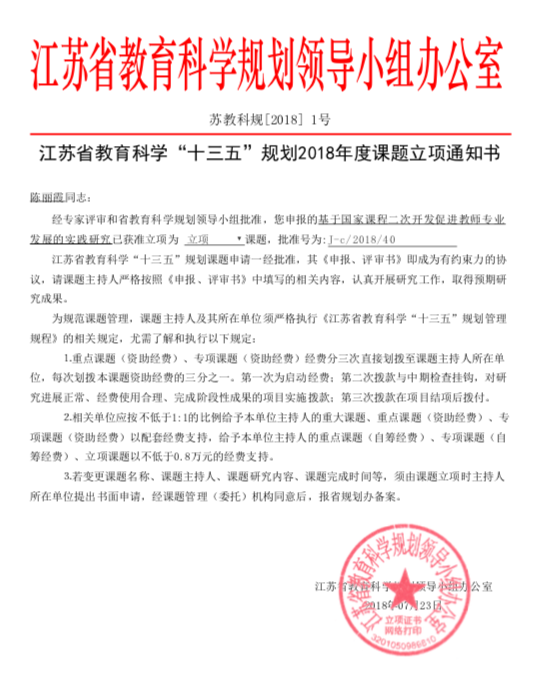 江苏省教育科学规划领导小组办公室
苏教科规[2018] 1号
江苏省教育科学“十三五”规划2018年度课题立项通知书
陈丽霞同志:
经专家评审和省教育科学规划领导小组批准,您申报的基于国家课程二次开发促进教师专业
发展的实践研究已获准立项为 立项 ▼课题,批准号为:J-c/2018/40
江苏省教育科学“十三五”规划课题申请一经批准,其《申报、评审书》即成为有约束力的协
议,请课题主持人严格按照《申报、评审书》中填写的相关内容,认真开展研究工作,取得预期研
究成果。
为规范课题管理,课题主持人及其所在单位须严格执行《江苏省教育科学“十三五”规划管理
规程》的相关规定,尤需了解和执行以下规定:
1.重点课题(资助经费)、专项课题(资助经费)经费分三次直接划拨至课题主持人所在单
位,每次划拨本课题资助经费的三分之一。第一次为启动经费;第二次拨款与中期检查挂钩,对研
究进展正常、经费使用合理、完成阶段性成果的项目实施拨款;第三次拨款在项目结项后拨付。
2.相关单位应按不低于1:1的比例给予本单位主持人的重大课题、重点课题(资助经费)、专
项课题(资助经费)以配套经费支持,给予本单位主持人的重点课题(自筹经费)、专项课题(自
筹经费)、立项课题以不低于0.8万元的经费支持。
3.若变更课题名称、课题主持人、课题研究内容、课题完成时间等,须由课题立项时主持人
所在单位提出书面申请,经课题管理(委托)机构同意后,报省规划办备案。
江苏省教育科学规划领导小组办公室
2018年07月23日
江苏省教育科学规划领导小组办公室
立项证书
网络打印
3201050989810